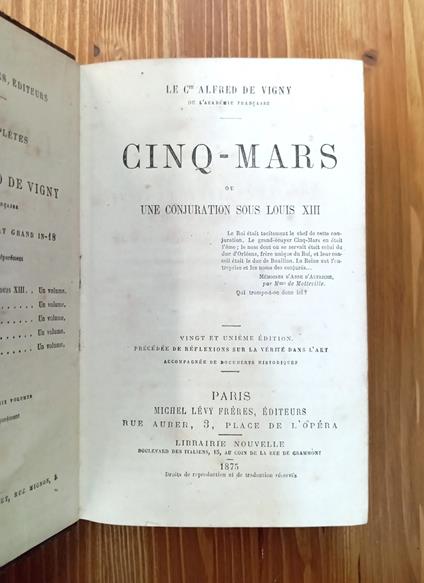 ES, ÉDITEURS
PLÈTES
D DE VIGNY
T GRAND IN-18
séparément
OUIS XIII. . Un volume.
. . . . . Un volume.
. . . . . Un volume.
. . . . . Un volume.
. . . . . Un volume.
VOLUMES
RUE MIGNON, 2
LE Cte ALFRED DE VIGNY
DE L'ACADÉMIE FRANÇAISE
CINQ-MARS
OU
UNE CONJURATION SOUS LOUIS XIII
Le Roi était tacitement le chef de cette con-
juration. Le grand-écuyer Cinq-Mars en était
l'âme; le nom dont on se servait était celui du
duc d'Orléans, frère unique du Roi, et leur con-
seil était le duc de Bouillon. La Reine sut l'en-
treprise et les noms des conjurés...
MÉMOIRES D'ANNE D'AUTRICHE,
par Mme de Motteville.
Qui trompe-t-on donc ici?
VINGT ET UNIÈME ÉDITION.
PRÉCÉDÉE DE RÉFLEXIONS SUR LA VÉRITÉ DANS L'ART
ACCOMPAGNÉE DE DOCUMENTS HISTORIQUES
PARIS
MICHEL LÉVY FRÈRES, ÉDITEURS
RUE AUBER, 3, PLACE DE L'OPÉRA
LIBRAIRIE NOUVELLE
BOULEVARD DES ITALIENS, 15, AU COIN DE LA RUE DE GRAMMONT
1875
Droits de reproduction et de traduction réservés